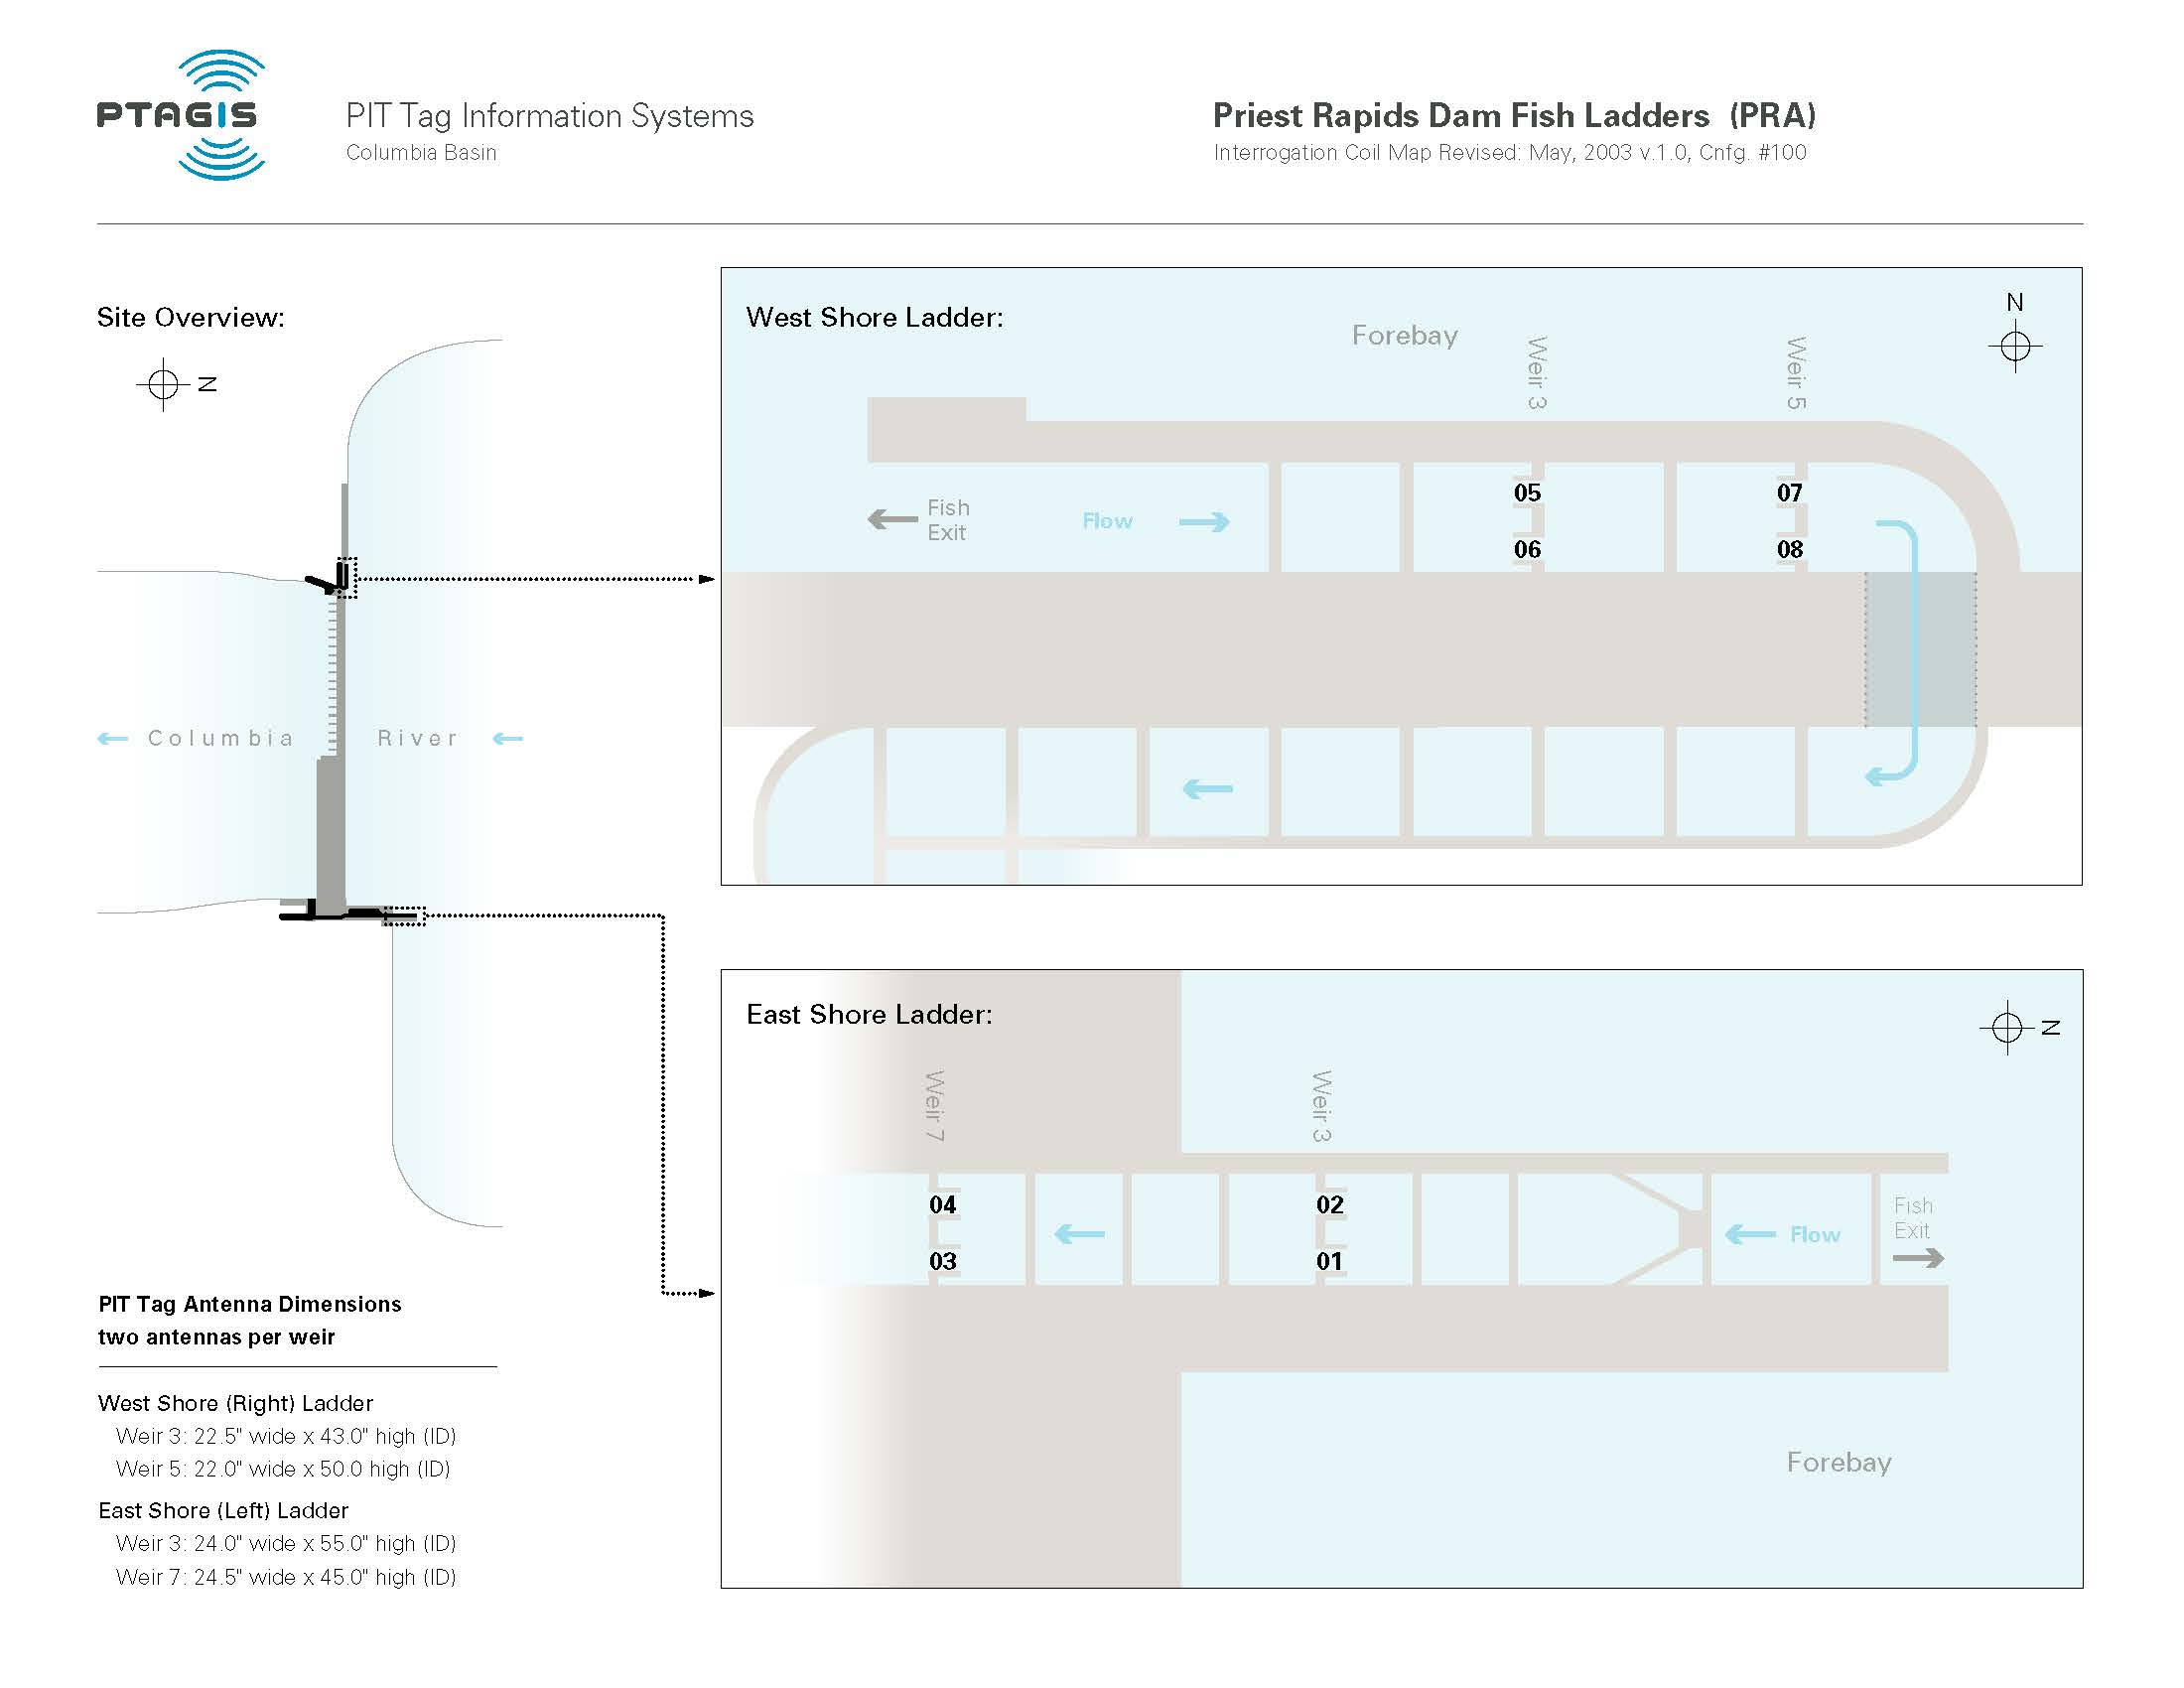 PTAGIS
PIT Tag Information Systems
Columbia Basin
Priest Rapids Dam Fish Ladders (PRA)
Interrogation Coil Map Revised: May, 2003 v.1.0, Cnfg. #100
Site Overview:
N
Columbia
River
West Shore Ladder:
Forebay
N
Weir 3
Weir 5
05
07
Fish
Exit
Flow
06
08
East Shore Ladder:
N
Weir 7
Weir 3
04
02
Fish
Exit
Flow
03
01
Forebay
PIT Tag Antenna Dimensions
two antennas per weir
West Shore (Right) Ladder
Weir 3: 22.5" wide x 43.0" high (ID)
Weir 5: 22.0" wide x 50.0 high (ID)
East Shore (Left) Ladder
Weir 3: 24.0" wide x 55.0" high (ID)
Weir 7: 24.5" wide x 45.0" high (ID)